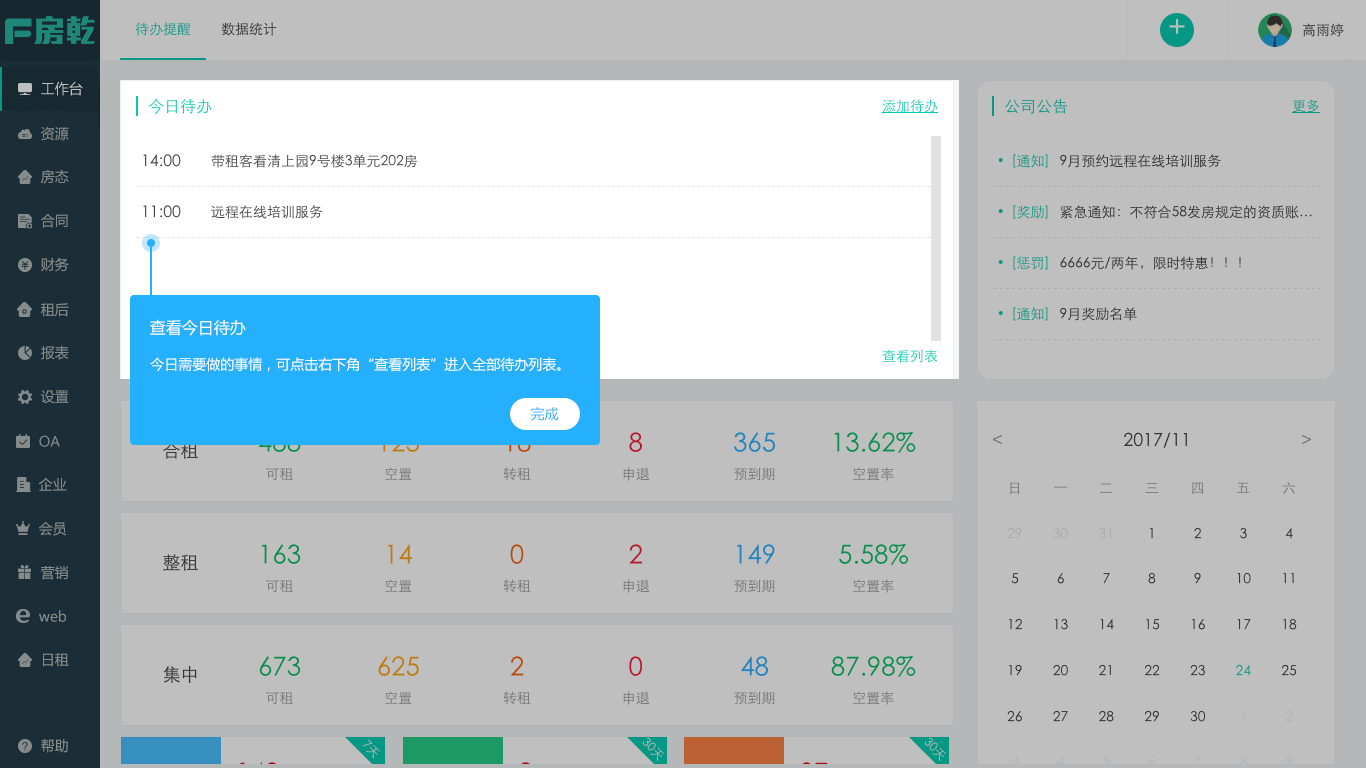 房乾
待办提醒
数据统计
高雨婷
工作台
资源
房态
合同
财务
租后
报表
设置
OA
企业
会员
营销
web
日租
帮助
今日待办
添加待办
14:00
带租客看清上园9号楼3单元202房
11:00
远程在线培训服务
查看列表
查看今日待办
今日需要做的事情，可点击右下角“查看列表”进入全部待办列表。
完成
公司公告
更多
• [通知] 9月预约远程在线培训服务
• [奖励] 紧急通知：不符合58发房规定的资质账...
• [惩罚] 6666元/两年，限时特惠！！！
• [通知] 9月奖励名单
合租
8
365
13.62%
可租
空置
转租
申退
预到期
空置率
整租
163
14
0
2
149
5.58%
可租
空置
转租
申退
预到期
空置率
集中
673
625
2
0
48
87.98%
可租
空置
转租
申退
预到期
空置率
7天
30天
30天
< 2017/11 >
日 一 二 三 四 五 六
29 30 31 1 2 3 4
5 6 7 8 9 10 11
12 13 14 15 16 17 18
19 20 21 22 23 24 25
26 27 28 29 30 1 2
3 4 5 6 7 8 9